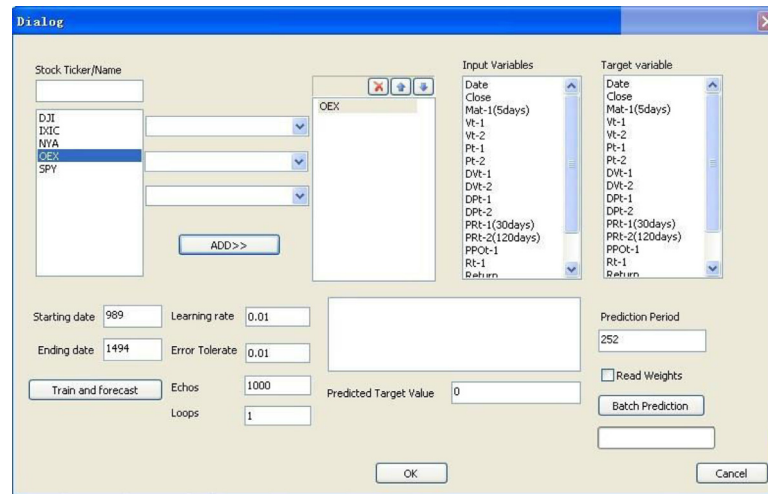 Dialog
Stock Ticker/Name
DJI
IXIC
NYA
OEX
SPY
ADD>>
OEX
Input Variables
Date
Close
Mat-1(5days)
Vt-1
Vt-2
Pt-1
Pt-2
DVt-1
DVt-2
DPt-1
DPt-2
PRt-1(30days)
PRt-2(120days)
PPOt-1
Rt-1
Return
Target variable
Date
Close
Mat-1(5days)
Vt-1
Vt-2
Pt-1
Pt-2
DVt-1
DVt-2
DPt-1
DPt-2
PRt-1(30days)
PRt-2(120days)
PPOt-1
Rt-1
Return
Starting date 989
Ending date 1494
Train and forecast
Learning rate 0.01
Error Tolerate 0.01
Echos 1000
Loops 1
Predicted Target Value 0
Prediction Period
252
Read Weights
Batch Prediction
OK
Cancel